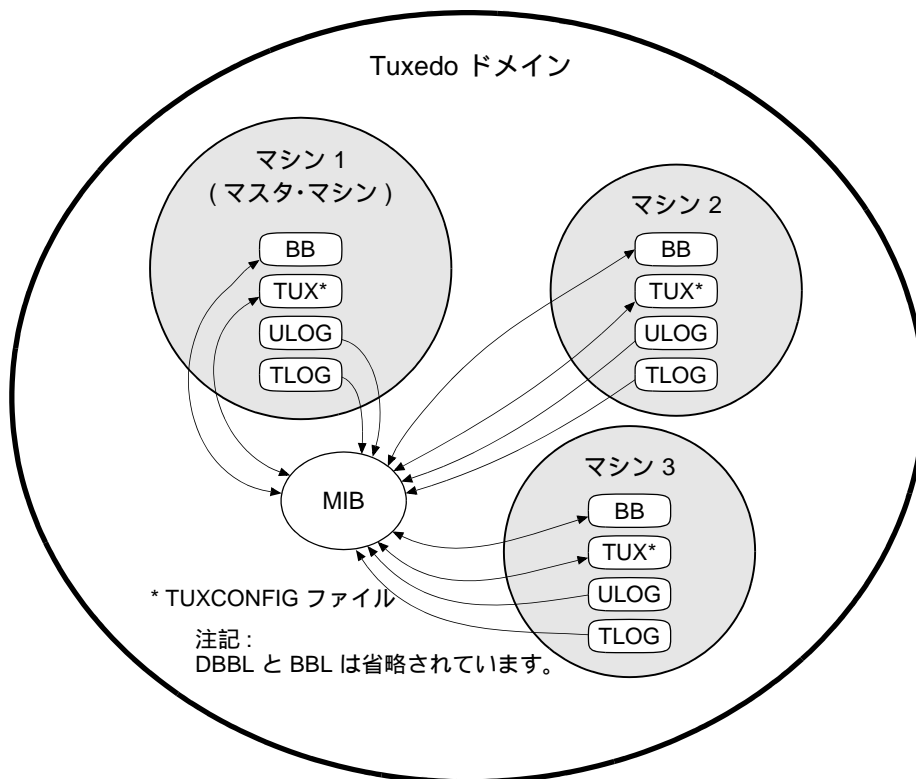 Tuxedo ドメイン
マシン 1
( マスタ・マシン )
BB
TUX*
ULOG
TLOG
マシン 2
BB
TUX*
ULOG
TLOG
マシン 3
BB
TUX*
ULOG
TLOG
MIB
* TUXCONFIG ファイル
注記 :
DBBL と BBL は省略されています。